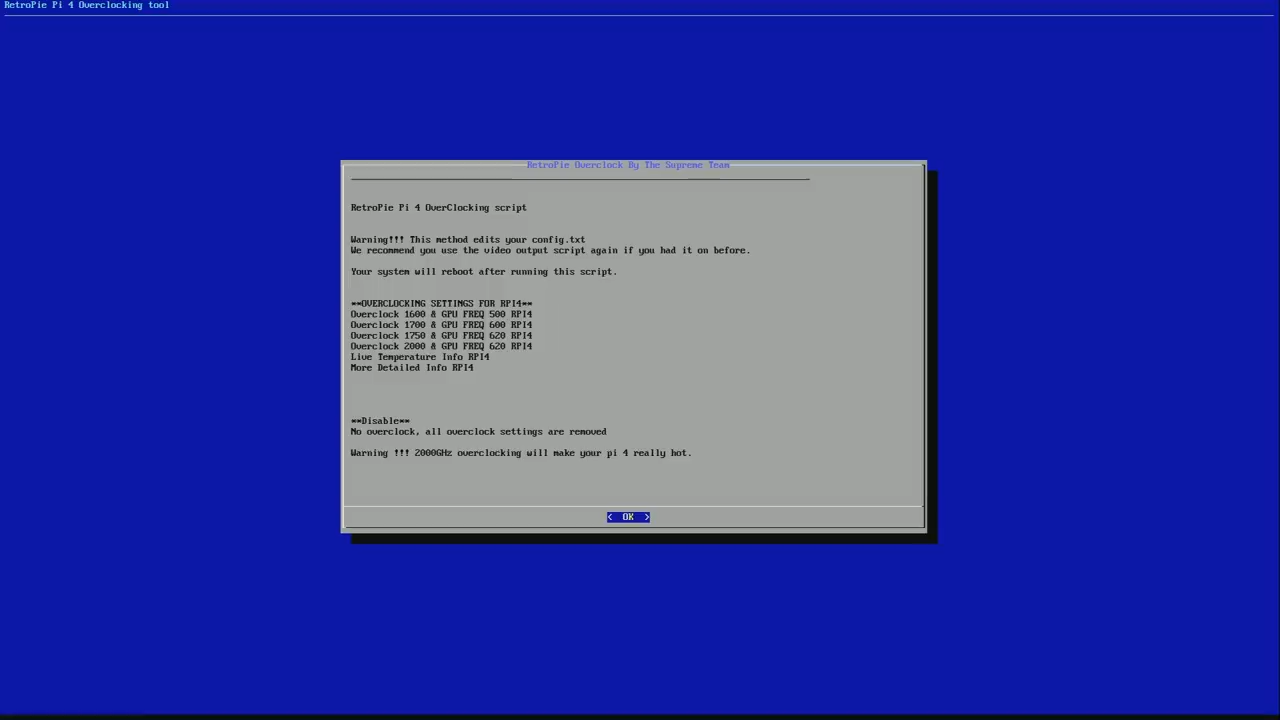 RetroPie Pi 4 Overclocking tool
RetroPie Overclock By The Supreme Team
RetroPie Pi 4 OverClocking script
Warning!!! This method edits your config.txt
We recommend you use the video output script again if you had it on before.
Your system will reboot after running this script.
**OVERCLOCKING SETTINGS FOR RPI4**
Overclock 1600 & GPU FREQ 500 RPI4
Overclock 1700 & GPU FREQ 600 RPI4
Overclock 1750 & GPU FREQ 620 RPI4
Overclock 2000 & GPU FREQ 620 RPI4
Live Temperature Info RPI4
More Detailed Info RPI4
**Disable**
No overclock, all overclock settings are removed
Warning !!! 2000GHz overclocking will make your pi 4 really hot.
< OK >